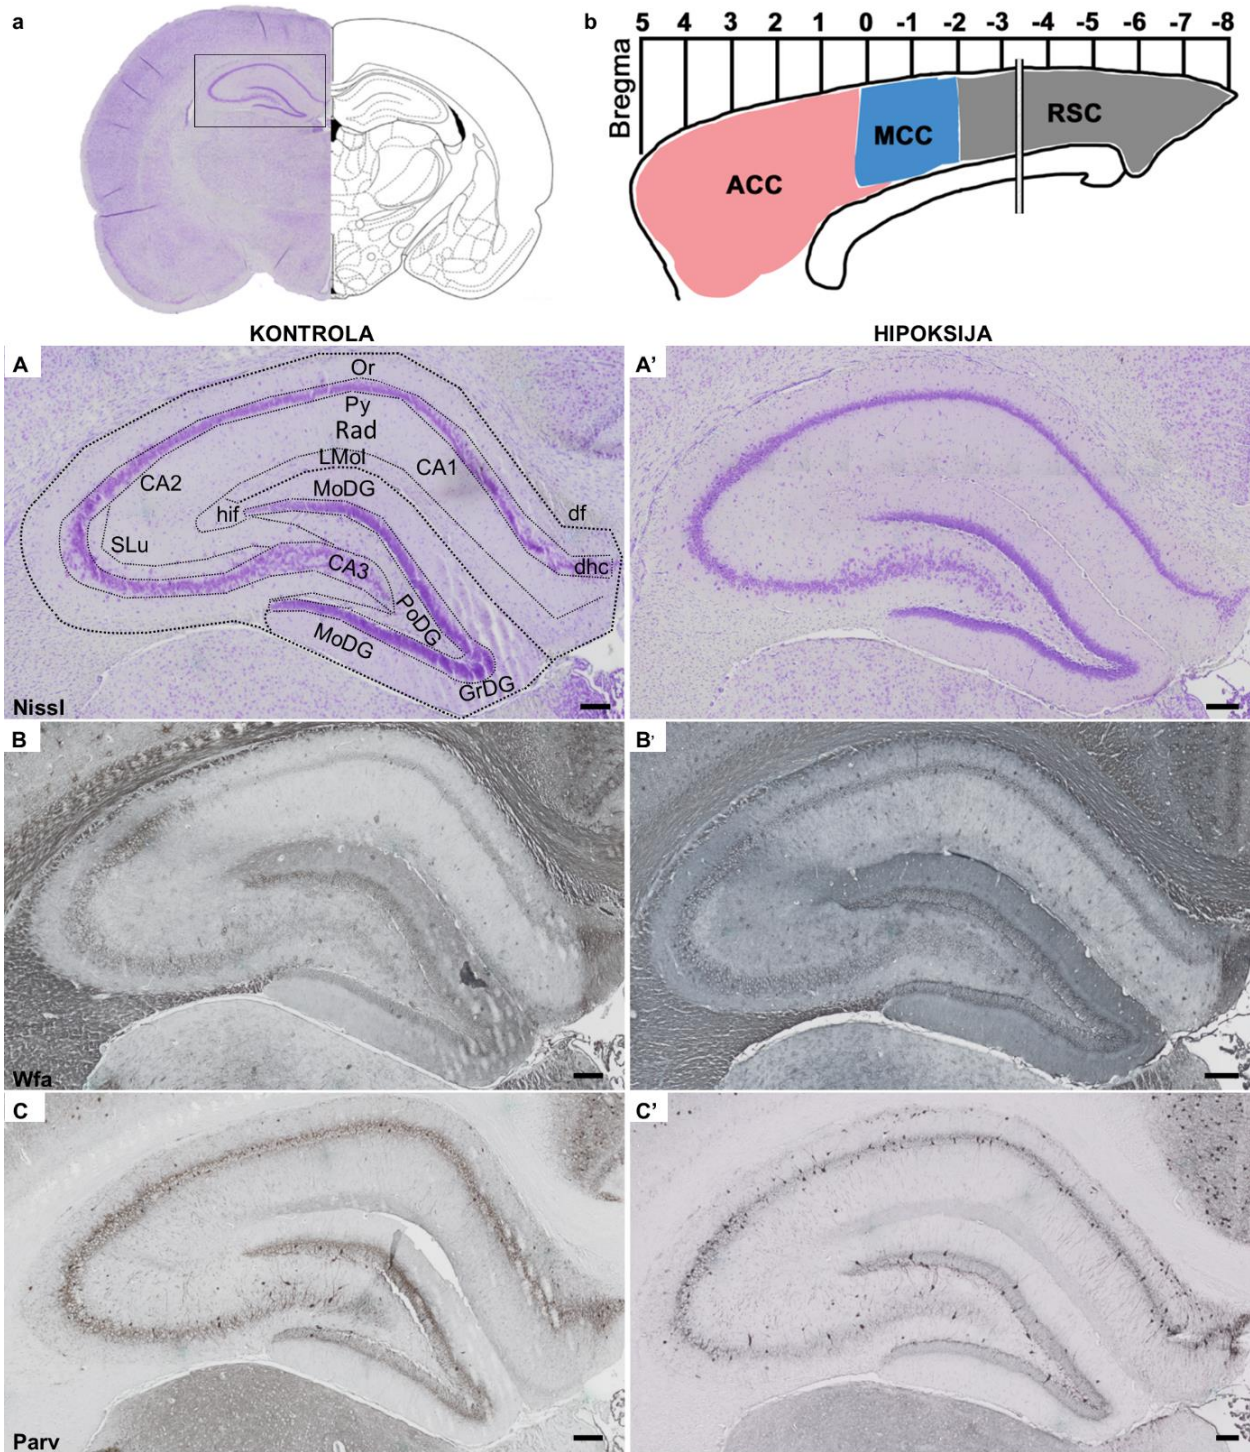 a
b
5 4 3 2 1 0 -1 -2 -3 -4 -5 -6 -7 -8
Bregma
ACC
MCC
RSC
KONTROLA
HIPOKSIJA
A
A'
Or
Py
Rad
LMol
CA1
CA2
MoDG
hif
df
SLu
CA3
dhc
PoDG
MoDG
GrDG
Nissl
B
B'
Wfa
C
C'
Parv